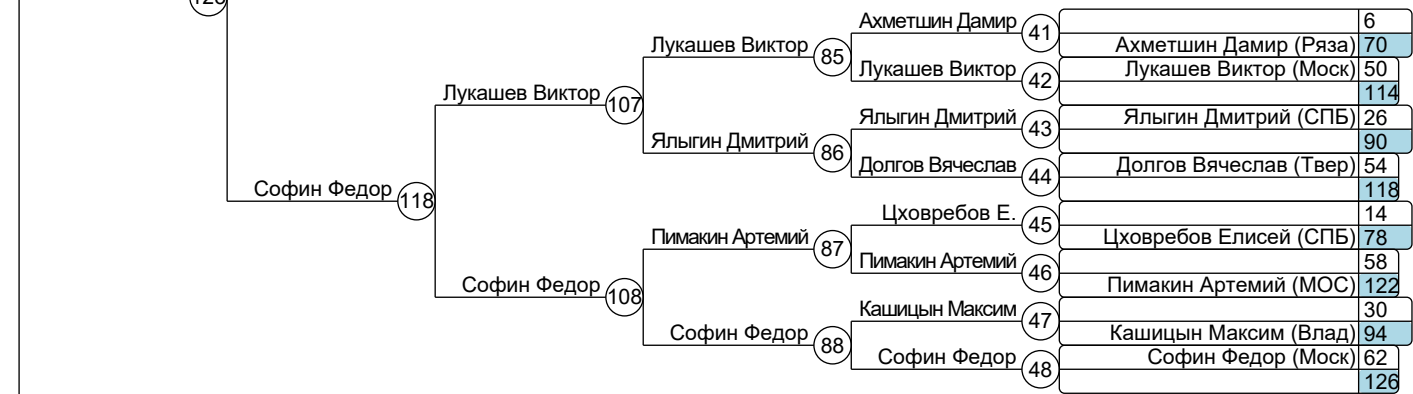 Ахметшин Дамир 41 6
Лукашев Виктор 85 Ахметшин Дамир (Ряза) 70
Лукашев Виктор 42 Лукашев Виктор (Моск) 50
114
Лукашев Виктор 107
Ялыгин Дмитрий 43 Ялыгин Дмитрий (СПБ) 26
Ялыгин Дмитрий 86 90
Долгов Вячеслав 44 Долгов Вячеслав (Твер) 54
118
Софин Федор 118
Цховребов Е. 45 14
Пимакин Артемий 87 Цховребов Елисей (СПБ) 78
Пимакин Артемий 46 58
Пимакин Артемий (МОС) 122
Софин Федор 108
Кашицын Максим 47 30
Софин Федор 88 Кашицын Максим (Влад) 94
Софин Федор 48 Софин Федор (Моск) 62
126